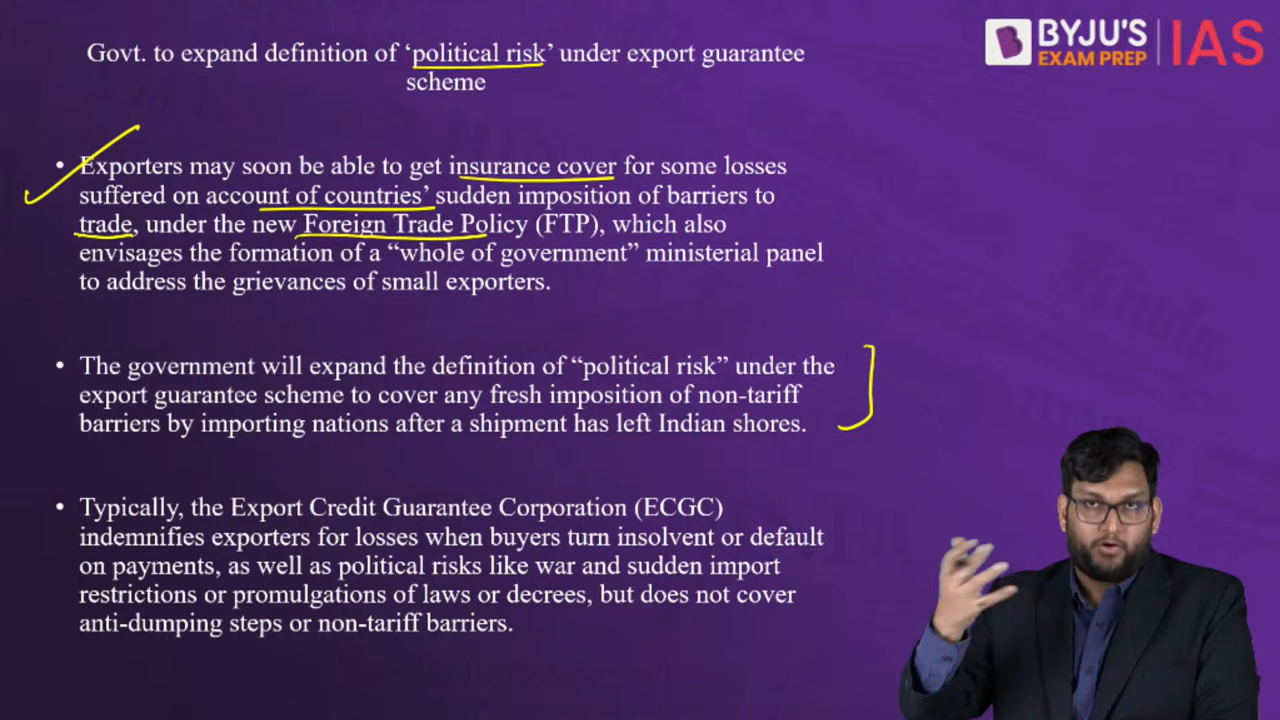 Govt. to expand definition of ‘political risk’ under export guarantee
scheme
BYJU'S
EXAM PREP
IAS
• Exporters may soon be able to get insurance cover for some losses
suffered on account of countries’ sudden imposition of barriers to
trade, under the new Foreign Trade Policy (FTP), which also
envisages the formation of a “whole of government” ministerial panel
to address the grievances of small exporters.
• The government will expand the definition of “political risk” under the
export guarantee scheme to cover any fresh imposition of non-tariff
barriers by importing nations after a shipment has left Indian shores.
• Typically, the Export Credit Guarantee Corporation (ECGC)
indemnifies exporters for losses when buyers turn insolvent or default
on payments, as well as political risks like war and sudden import
restrictions or promulgations of laws or decrees, but does not cover
anti-dumping steps or non-tariff barriers.